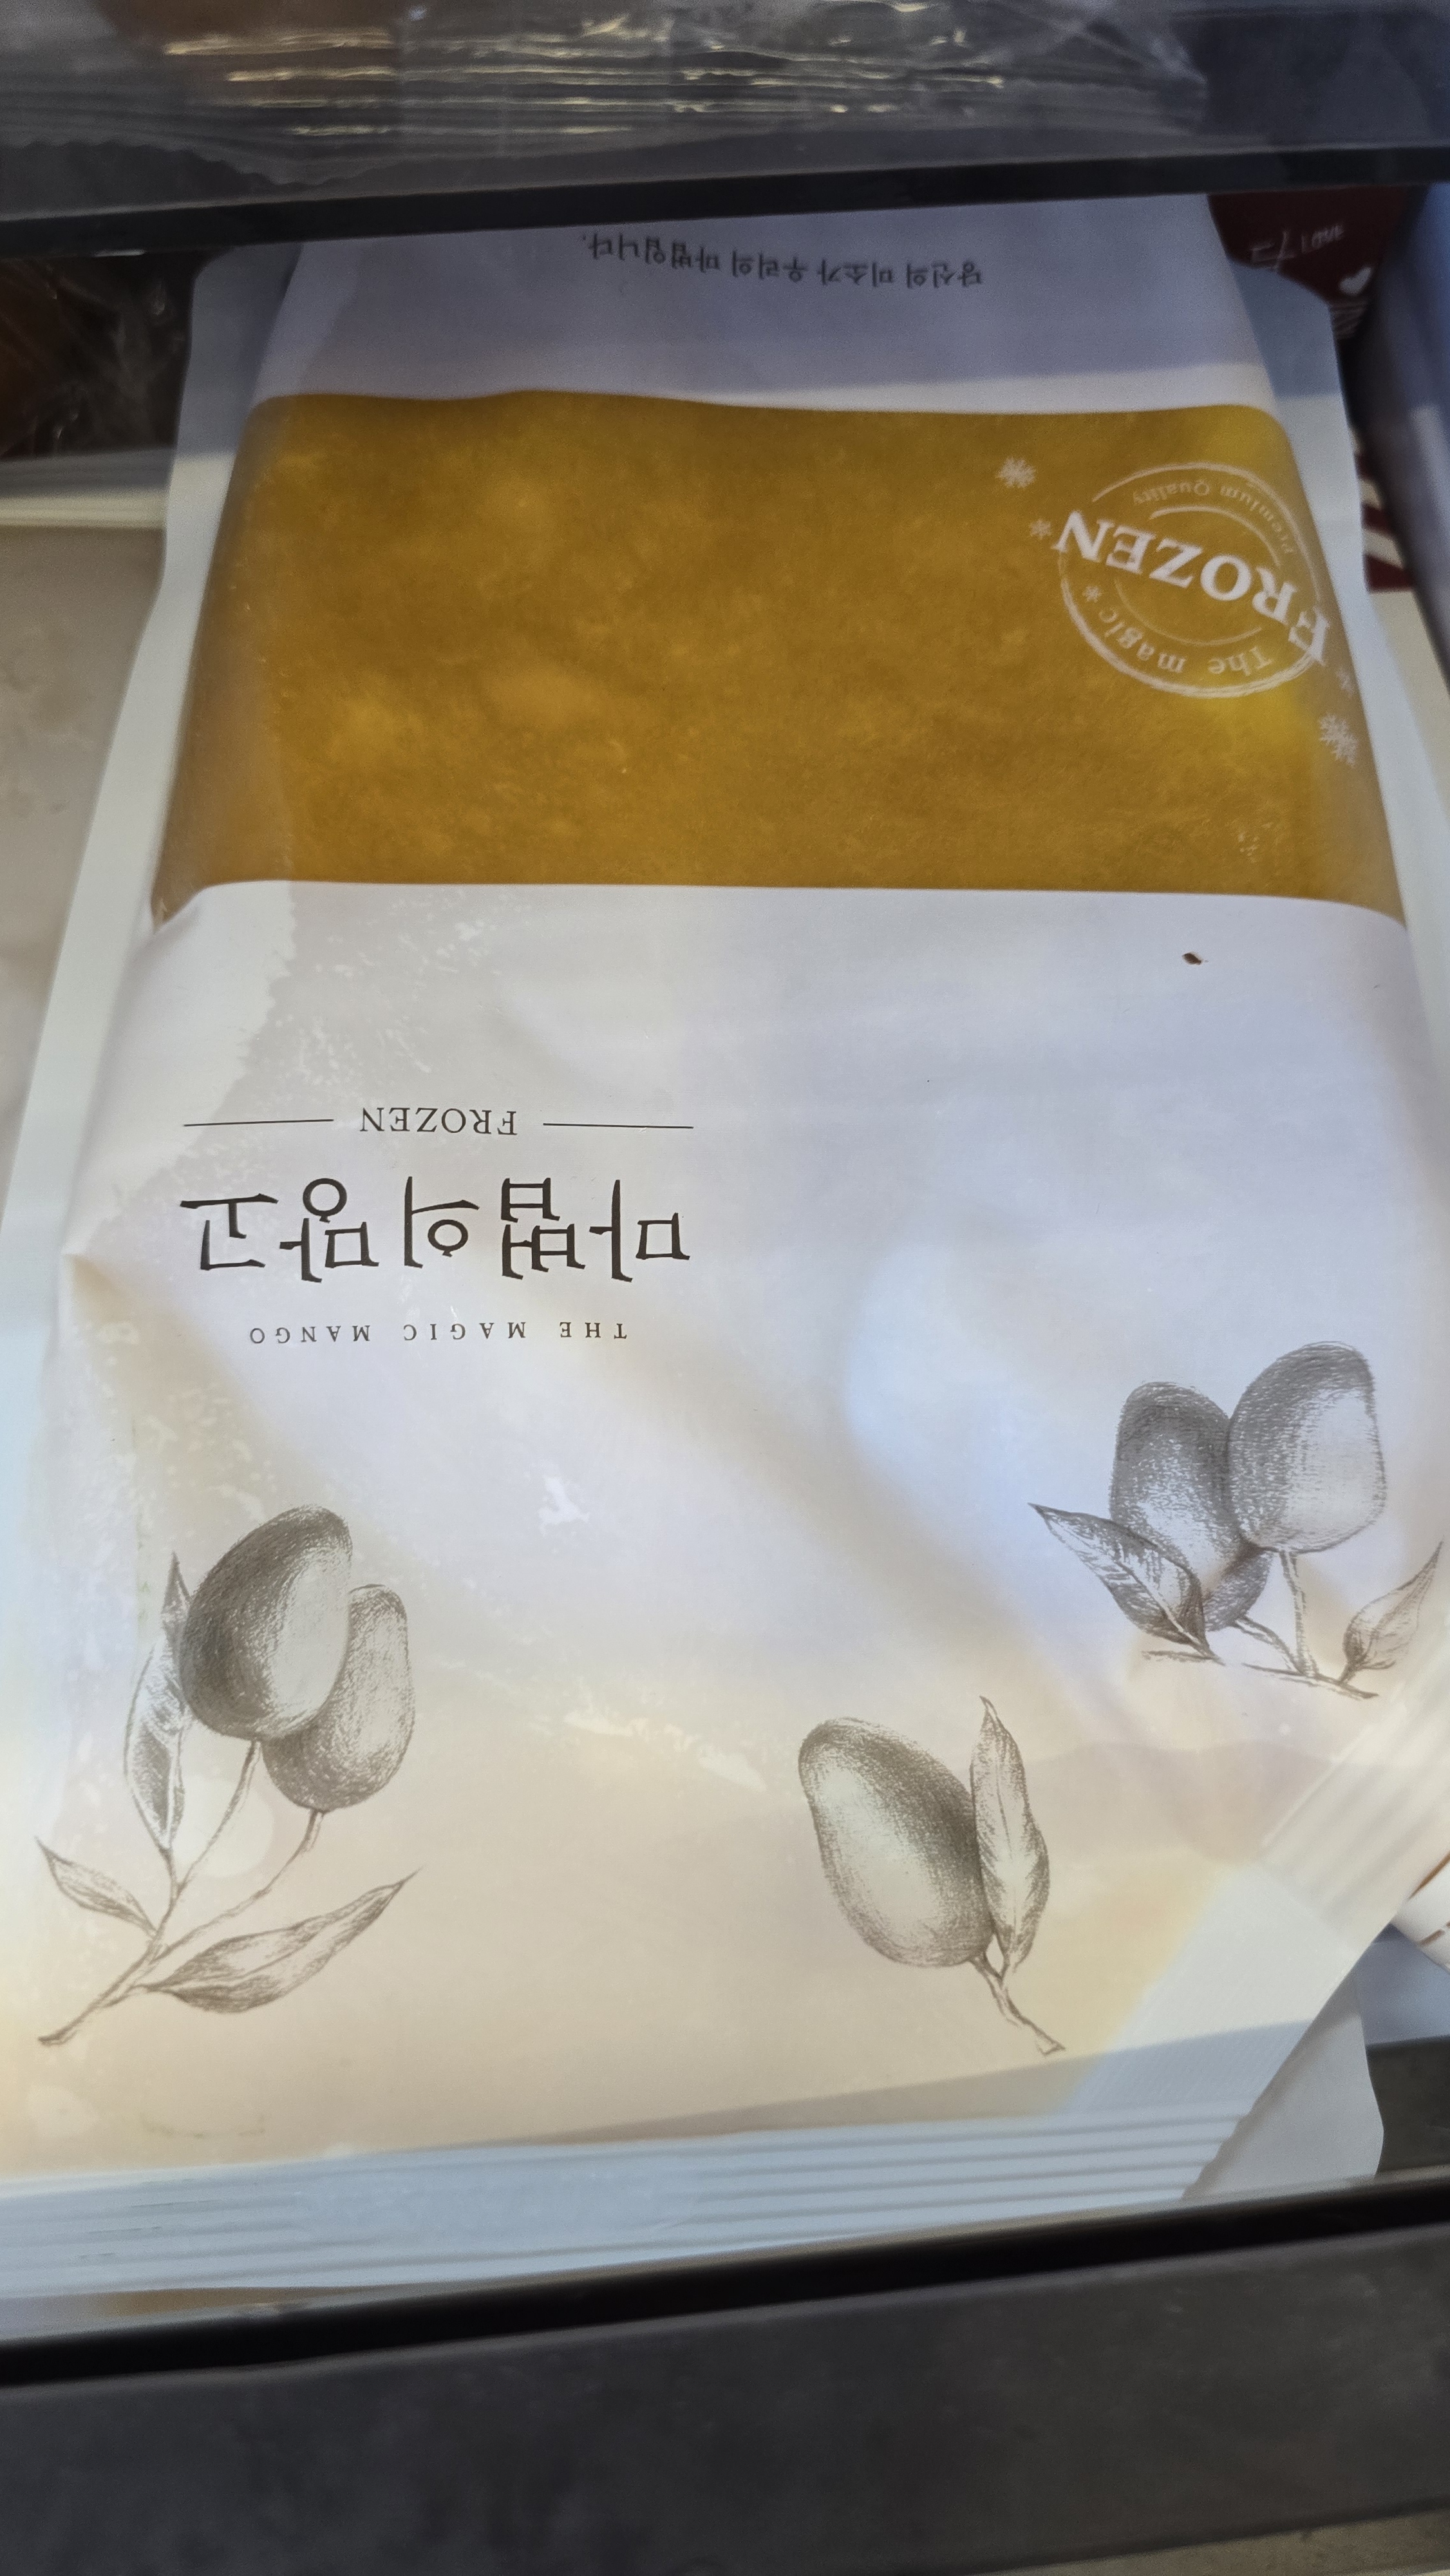 THE MAGIC MANGO
마법의망고
FROZEN
The magic
FROZEN
Premium Quality
당신의 미소가 우리의 마법입니다.
LOVE